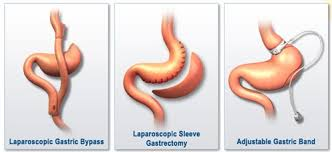 Laparoscopic Gastric Bypass
Laparoscopic Sleeve
Gastrectomy
Adjustable Gastric Band